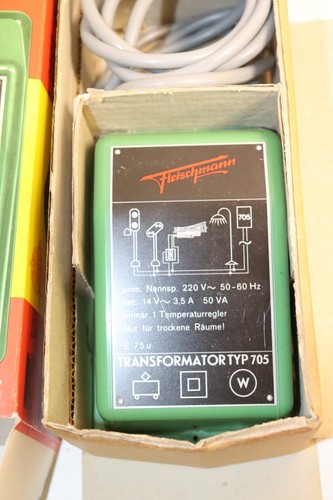 Fleischmann
705
prim. Nennsp. 220 V~ 50-60 Hz
sec. 14 V~ 3,5 A 50 VA
primär 1 Temperaturregler
Nur für trockene Räume!
75 u
TRANSFORMATOR TYP 705
W